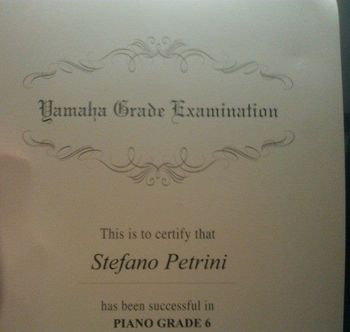 Yamaha Grade Examination
This is to certify that
Stefano Petrini
has been successful in
PIANO GRADE 6